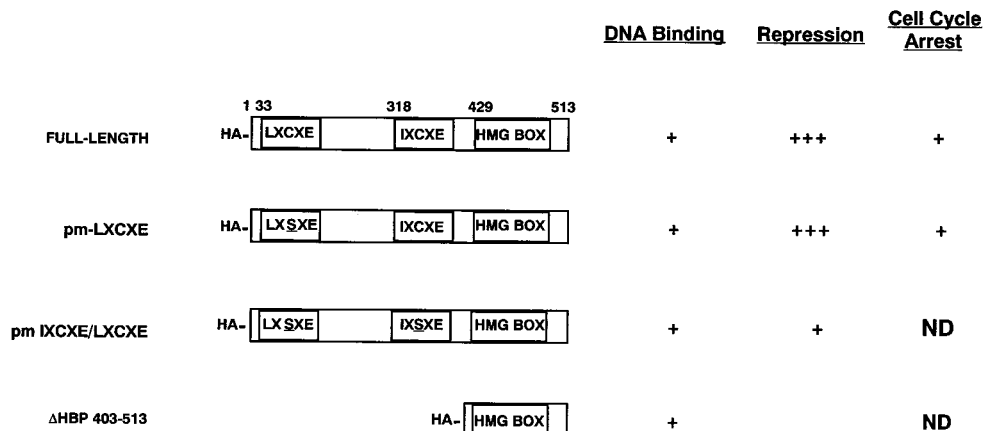 DNA Binding Repression Cell Cycle Arrest
1 33 318 429 513
FULL-LENGTH HA- LXCXE IXCXE HMG BOX + +++ +
pm-LXCXE HA- LXSXE IXCXE HMG BOX + +++ +
pm IXCXE/LXCXE HA- LXSXE IXSXE HMG BOX + + ND
ΔHBP 403-513 HA- HMG BOX + ND